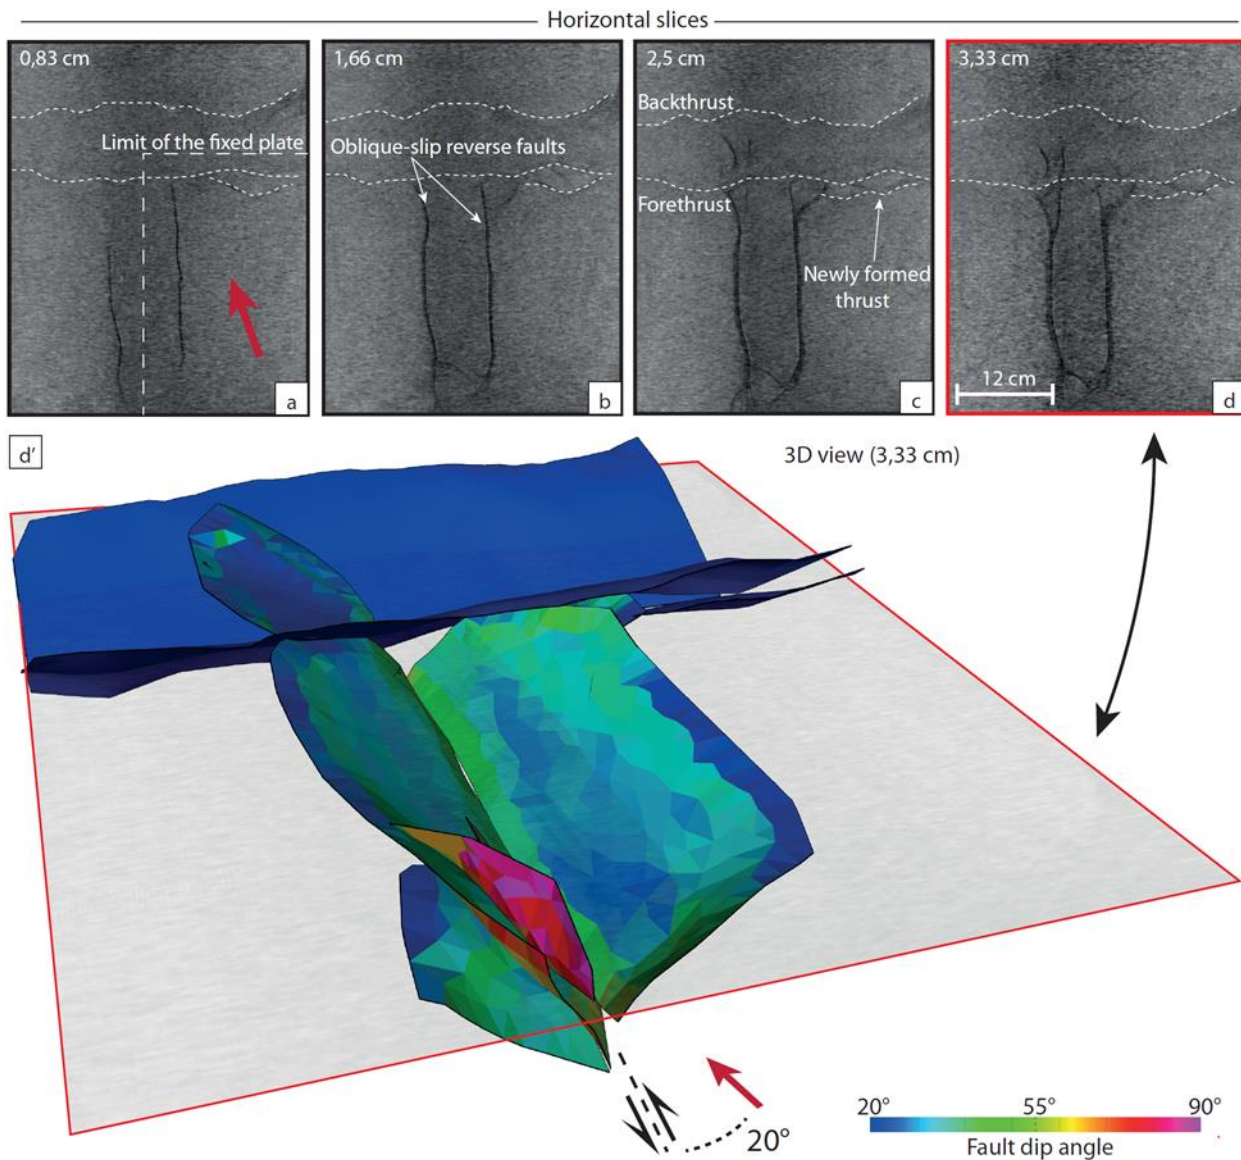 Horizontal slices
0,83 cm
1,66 cm
2,5 cm
3,33 cm
Backthrust
Limit of the fixed plate
Oblique-slip reverse faults
Forethrust
Newly formed
thrust
12 cm
a
b
c
d
d'
3D view (3,33 cm)
20°
20°
55°
90°
Fault dip angle